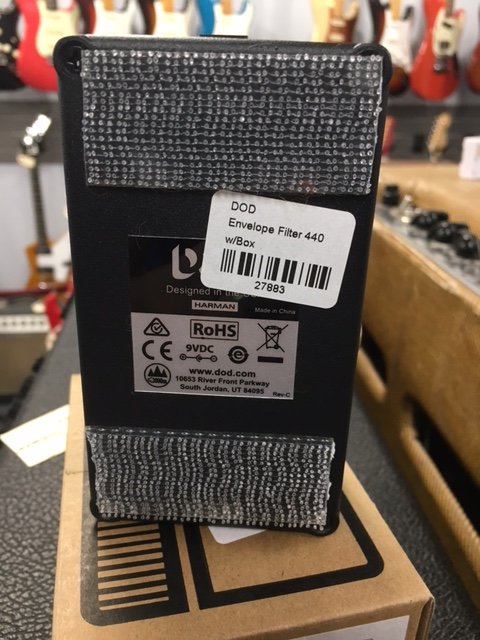 DOD
Envelope Filter 440
w/Box
27883
Designed in the
HARMAN
Made in China
RoHS
CE
9VDC
www.dod.com
10653 River Front Parkway
South Jordan, UT 84095
Rev-C